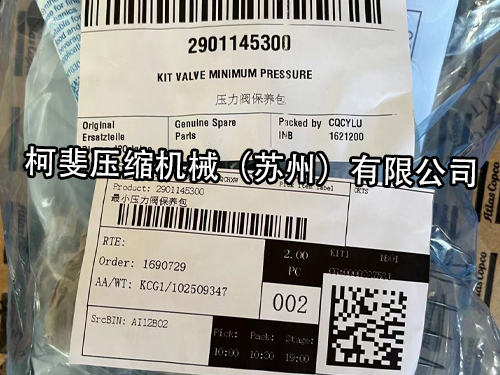 2901145300
KIT VALVE MINIMUM PRESSURE
压力阀保养包
Original
Ersatzteile
Genuine Spare
Parts
Packed by CQCYLU
INB 1621200
柯斐压缩机械（苏州）有限公司
Product: 2901145300
最小压力阀保养包
RTE:
Order: 1690729
AA/WT: KCG1/102509347
SrcBIN: AI12B02
2.00
PC
002
KIT1
IB01
Pick: Pack: Stage:
10:00 10:30 19:00
Atlas Copco